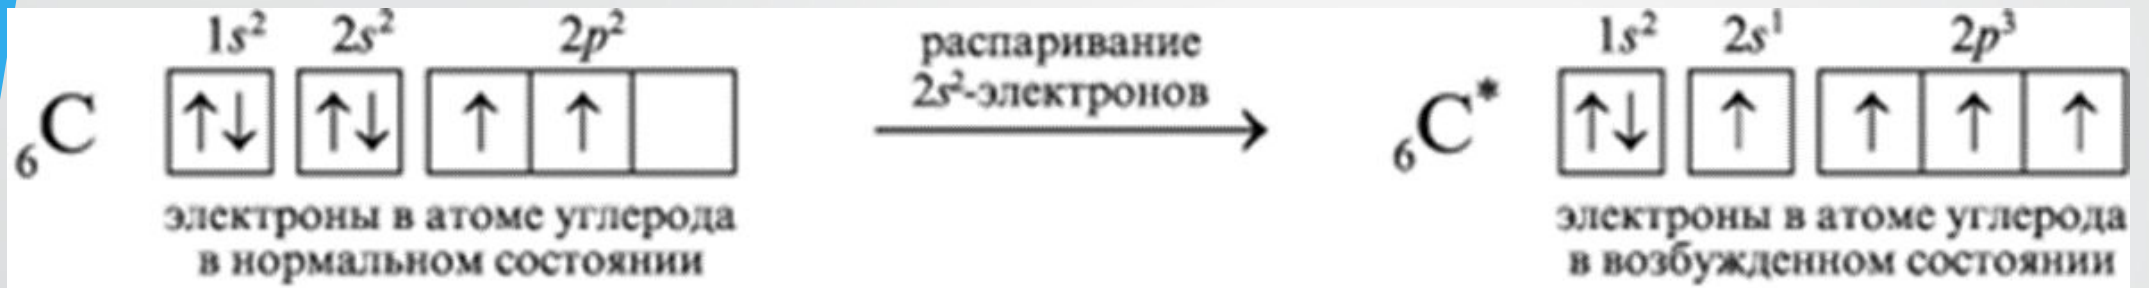 1s² 2s² 2p²
₆C ↑↓ ↑↓ ↑ ↑
электроны в атоме углерода
в нормальном состоянии
распаривание
2s²-электронов
1s² 2s¹ 2p³
₆C* ↑↓ ↑ ↑ ↑ ↑
электроны в атоме углерода
в возбужденном состоянии